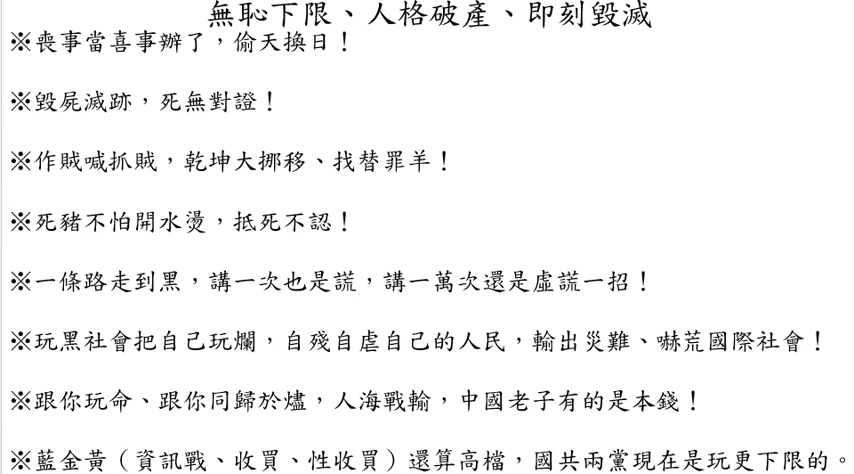 無恥下限、人格破產、即刻毀滅
※喪事當喜事辦了，偷天換日！
※毀屍滅跡，死無對證！
※作賊喊抓賊，乾坤大挪移、找替罪羊！
※死豬不怕開水燙，抵死不認！
※一條路走到黑，講一次也是謊，講一萬次還是虛謊一招！
※玩黑社會把自己玩爛，自殘自虐自己的人民，輸出災難、嚇荒國際社會！
※跟你玩命、跟你同歸於燼，人海戰輸，中國老子有的是本錢！
※藍金黃（資訊戰、收買、性收買）還算高檔，國共兩黨現在是玩更下限的。